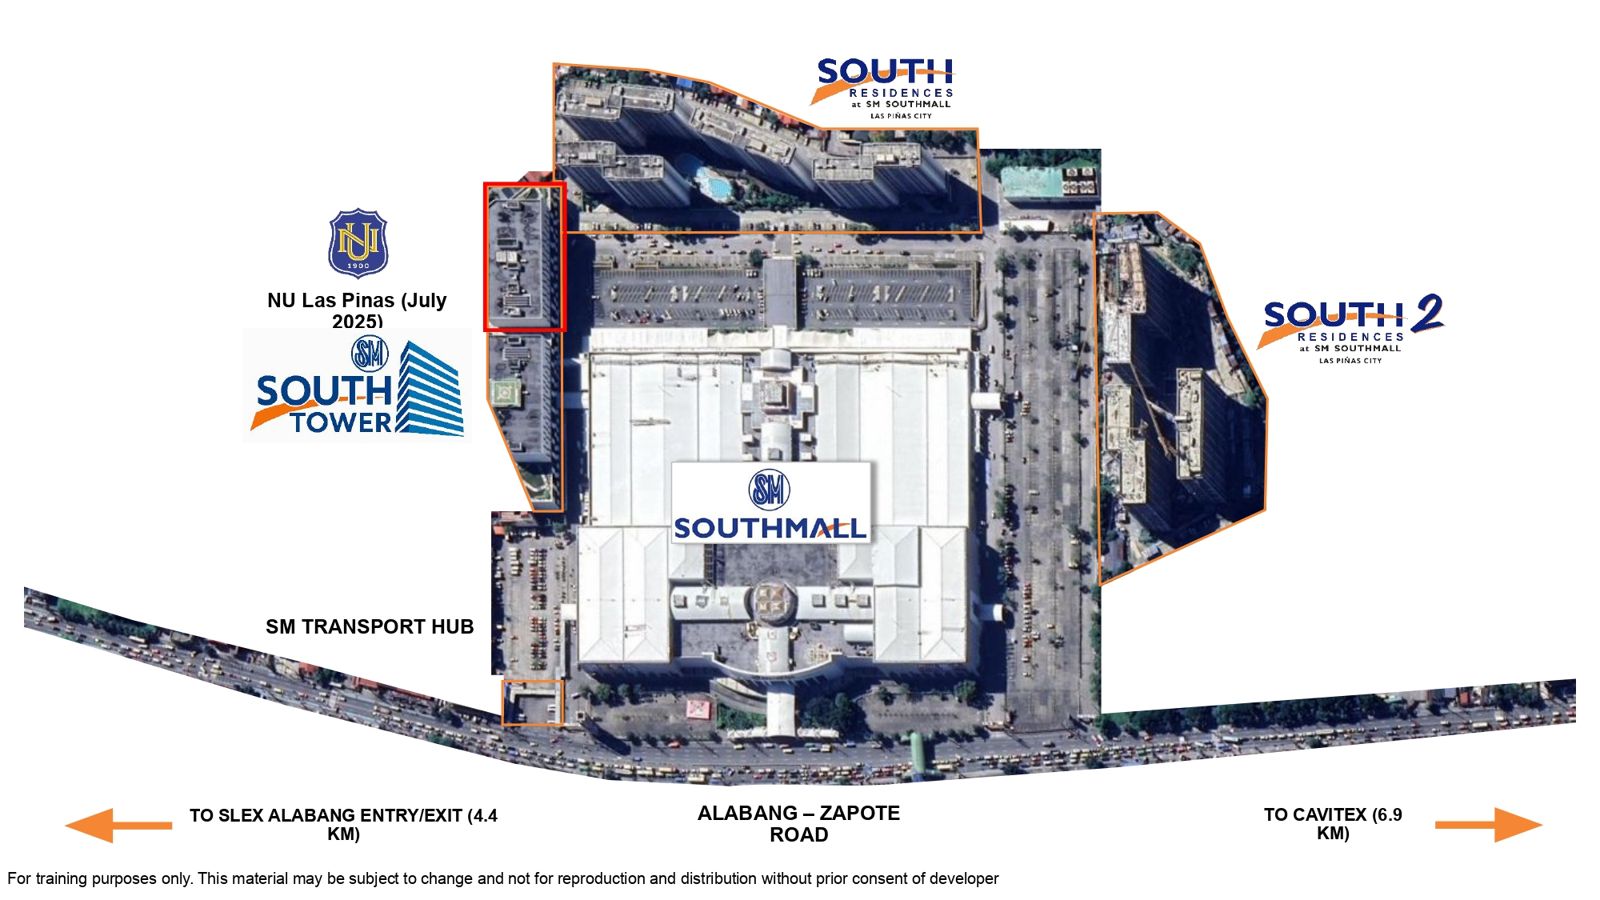 SOUTH
RESIDENCES
at SM SOUTHMALL
LAS PIÑAS CITY
NU
1900
NU Las Pinas (July
2025)
SM
SOUTH
TOWER
SOUTH 2
RESIDENCES
at SM SOUTHMALL
LAS PIÑAS CITY
SM
SOUTHMALL
SM TRANSPORT HUB
TO SLEX ALABANG ENTRY/EXIT (4.4
KM)
ALABANG – ZAPOTE
ROAD
TO CAVITEX (6.9
KM)
For training purposes only. This material may be subject to change and not for reproduction and distribution without prior consent of developer